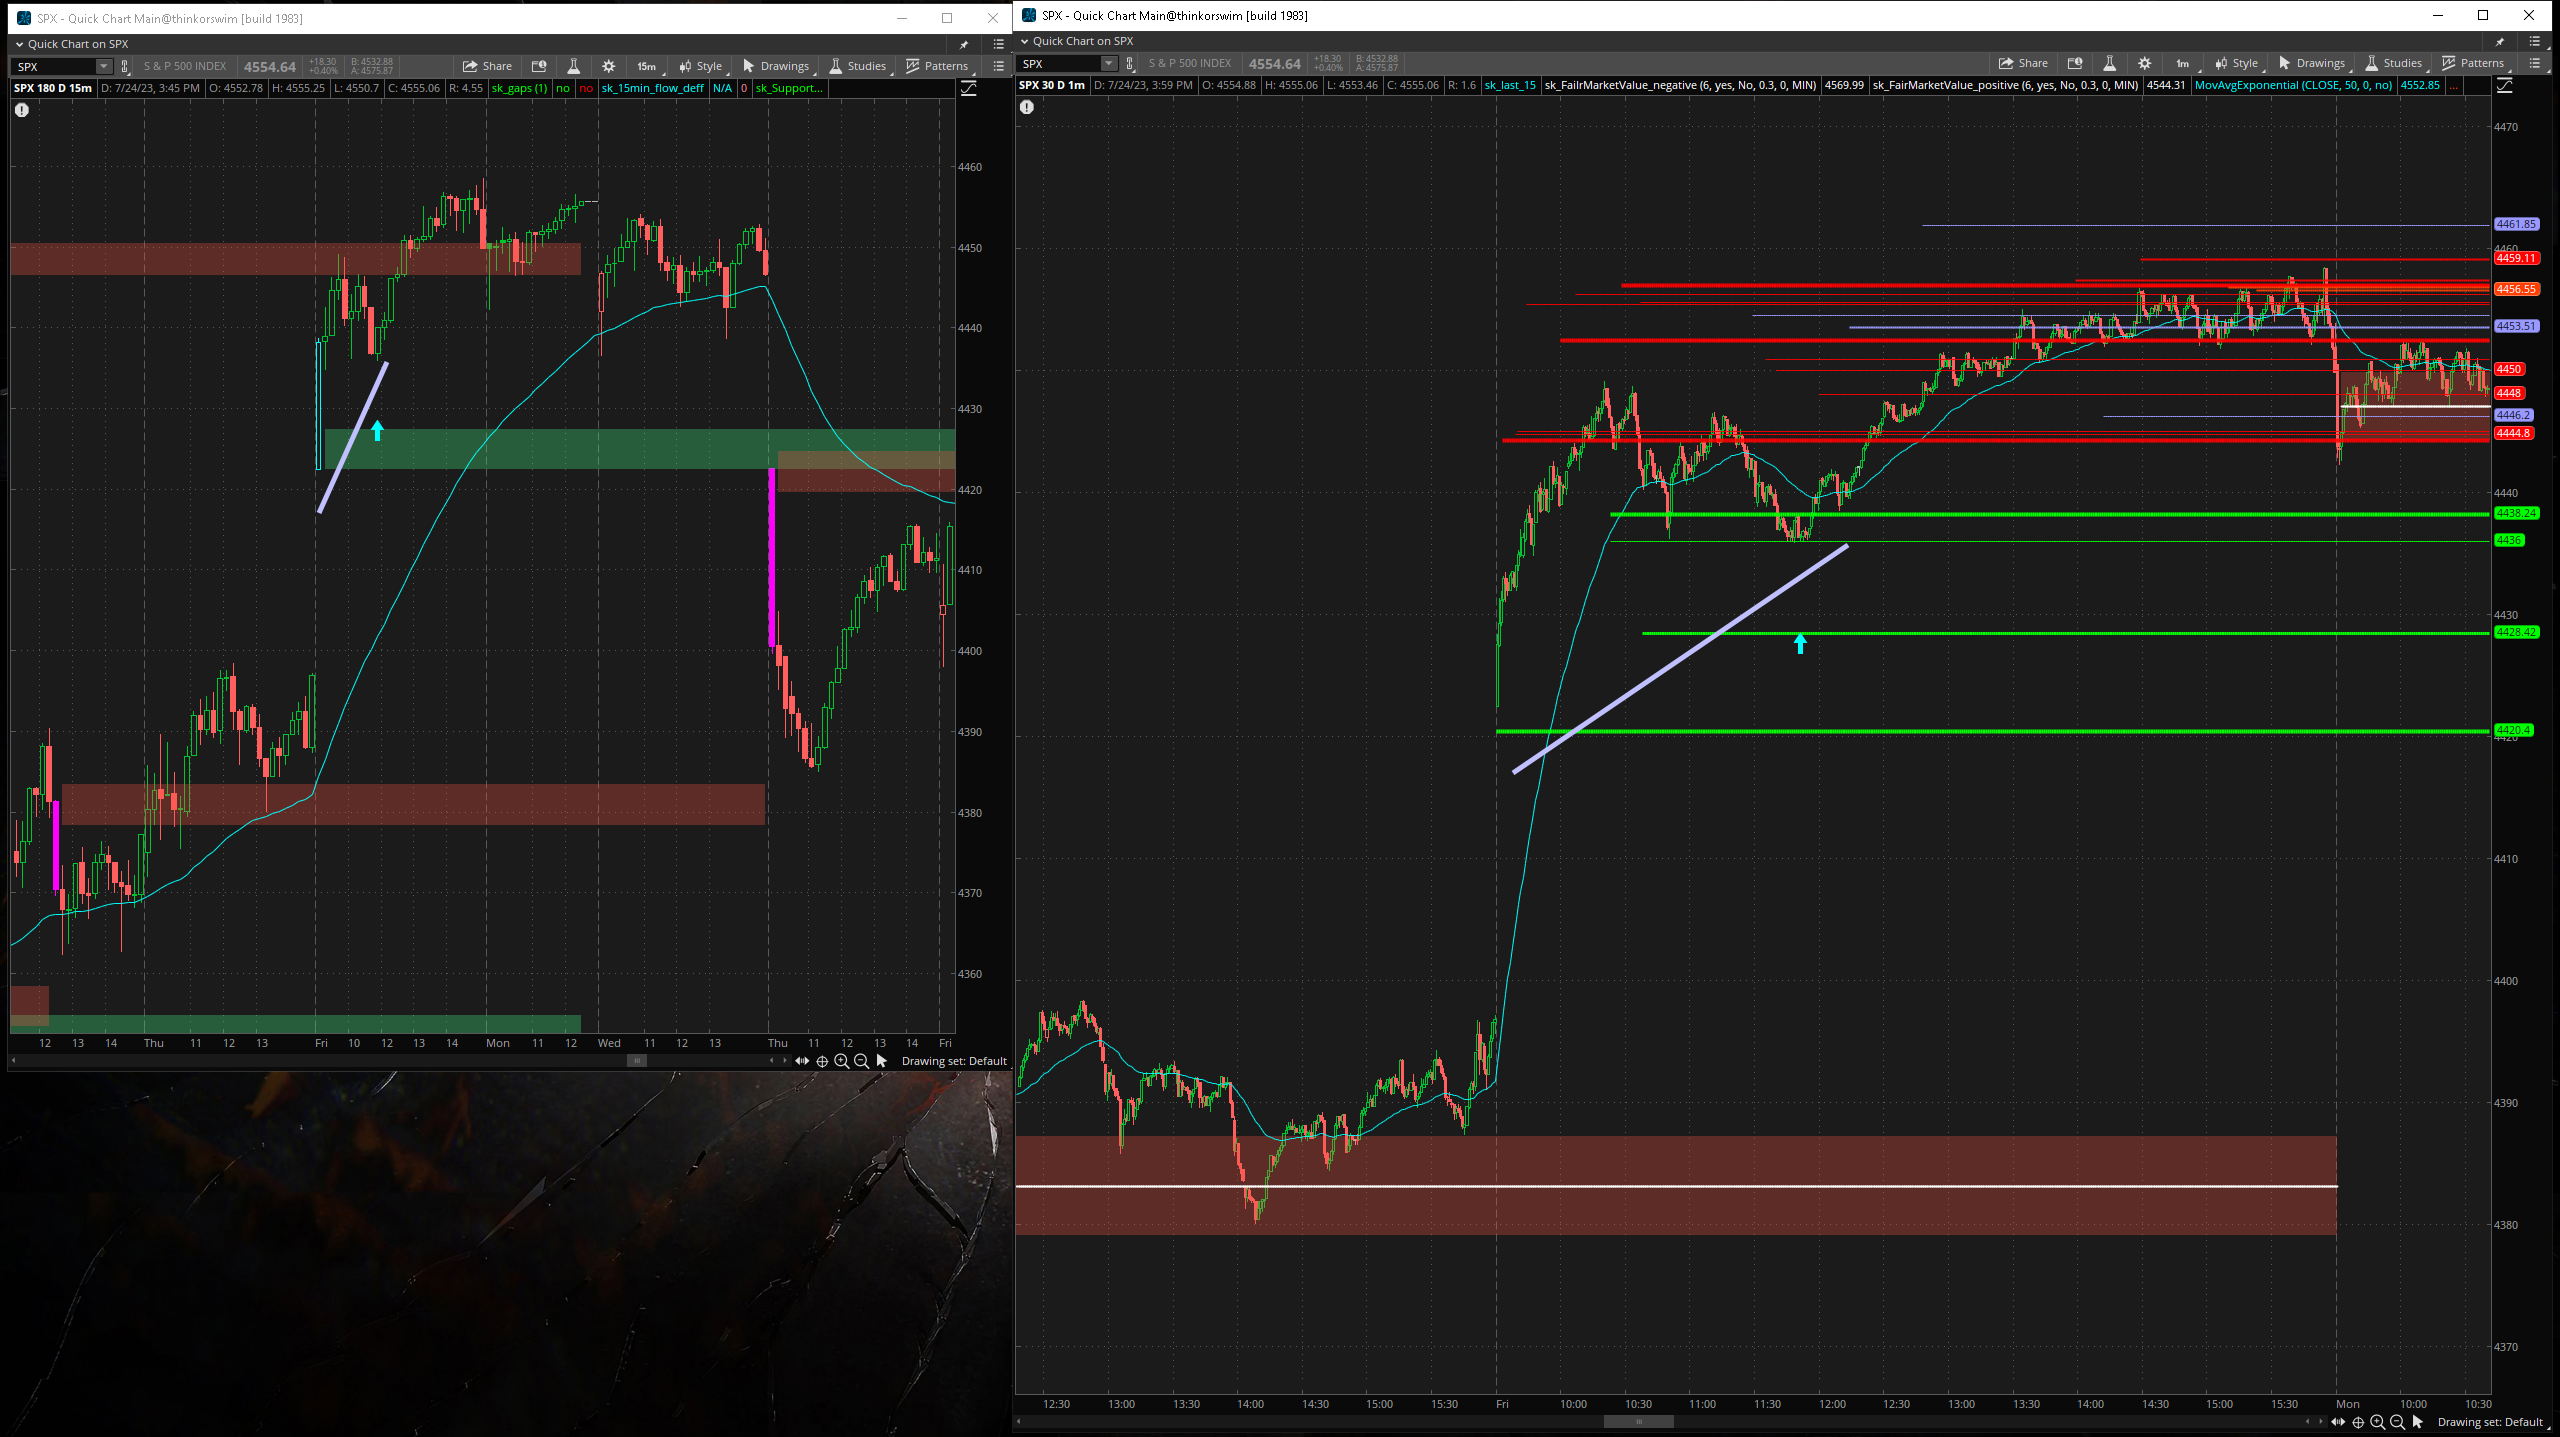 SPX - Quick Chart Main@thinkorswim [build 1983]
Quick Chart on SPX
SPX S & P 500 INDEX 4554.64 +18.30 +0.40% B: 4532.88 A: 4575.87 Share 15m Style Drawings Studies Patterns
SPX 180 D 15m D: 7/24/23, 3:45 PM O: 4552.78 H: 4555.25 L: 4550.7 C: 4555.06 R: 4.55 sk_gaps (1) no no sk_15min_flow_deff N/A 0 sk_Support...
4460
4450
4440
4430
4420
4410
4400
4390
4380
4370
4360
12 13 14 Thu 11 12 13 Fri 10 12 13 14 Mon 11 12 Wed 11 12 13 Thu 11 12 13 14 Fri
Drawing set: Default
SPX - Quick Chart Main@thinkorswim [build 1983]
Quick Chart on SPX
SPX S & P 500 INDEX 4554.64 +18.30 +0.40% B: 4532.88 A: 4575.87 Share 1m Style Drawings Studies Patterns
SPX 30 D 1m D: 7/24/23, 3:59 PM O: 4554.88 H: 4555.06 L: 4553.46 C: 4555.06 R: 1.6 sk_last_15 sk_FailrMarketValue_negative (6, yes, No, 0.3, 0, MIN) 4569.99 sk_FairMarketValue_positive (6, yes, No, 0.3, 0, MIN) 4544.31 MovAvgExponential (CLOSE, 50, 0, no) 4552.85 ...
4470
4461.85
4460
4459.11
4456.55
4453.51
4450
4448
4446.2
4444.8
4440
4438.24
4436
4430
4428.42
4420.4
4420
4410
4400
4390
4380
4370
12:30 13:00 13:30 14:00 14:30 15:00 15:30 Fri 10:00 10:30 11:00 11:30 12:00 12:30 13:00 13:30 14:00 14:30 15:00 15:30 Mon 10:00 10:30
Drawing set: Default